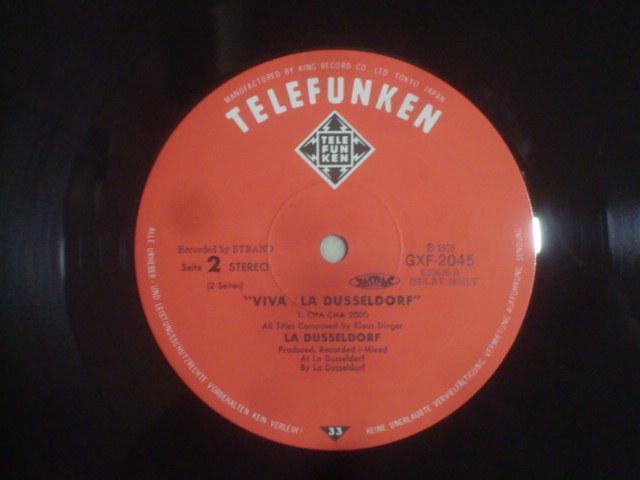 MANUFACTURED BY KING RECORD CO. LTD. TOKYO JAPAN
TELEFUNKEN
TELE
FUN
KEN
Recorded by STRAND
Seite 2 STEREO
(2 Seiten)
℗ 1978
GXF-2045
JASRAC
"VIVA / LA DUSSELDORF"
1. CHA-CHA 2000
All Titles Composed by Klaus Dinger
LA DUSSELDORF
Produced, Recorded + Mixed
At La Dusseldorf
By La Dusseldorf
ALLE URHEBER- UND LEISTUNGSSCHUTZRECHTE VORBEHALTEN KEIN VERLEIH!
33
KEINE UNERLAUBTE VERVIELFÄLTIGUNG, VERMIETUNG, AUFFÜHRUNG, SENDUNG!